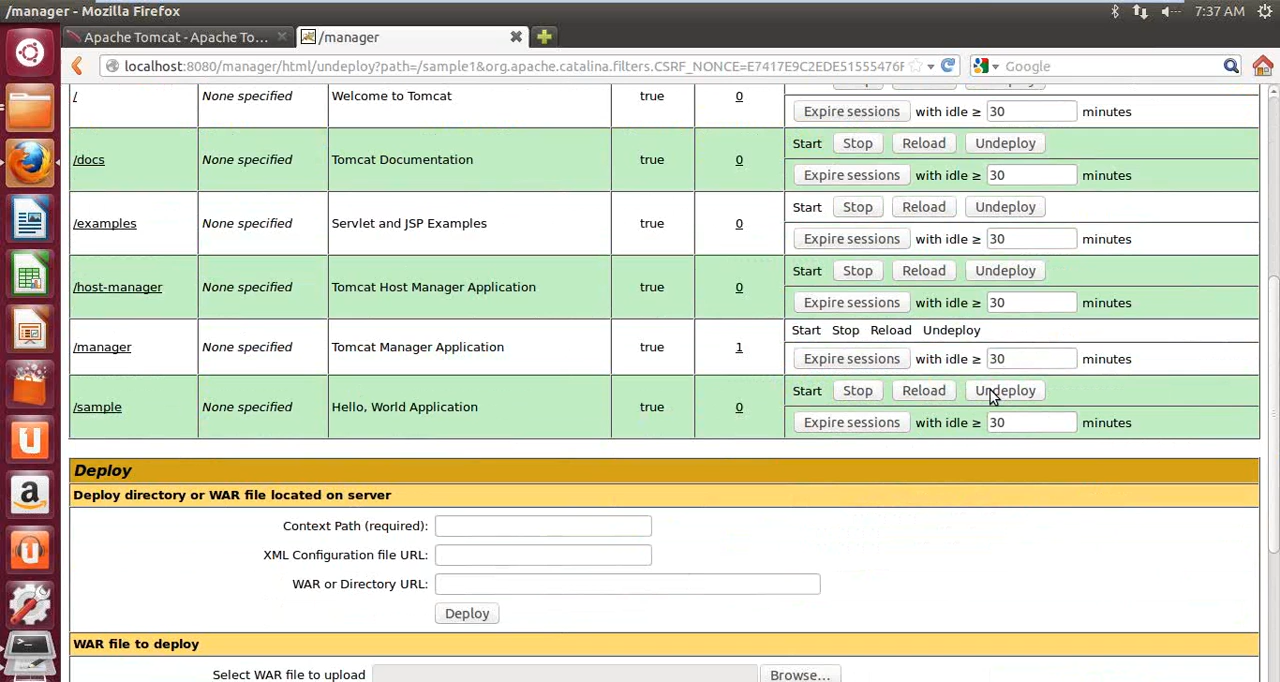 /manager - Mozilla Firefox
7:37 AM
Apache Tomcat - Apache To...
/manager
localhost:8080/manager/html/undeploy?path=/sample1&org.apache.catalina.filters.CSRF_NONCE=E7417E9C2EDE51555476F
Google
/ None specified Welcome to Tomcat true 0
Expire sessions with idle ≥ 30 minutes
Start Stop Reload Undeploy
/docs None specified Tomcat Documentation true 0
Expire sessions with idle ≥ 30 minutes
Start Stop Reload Undeploy
/examples None specified Servlet and JSP Examples true 0
Expire sessions with idle ≥ 30 minutes
Start Stop Reload Undeploy
/host-manager None specified Tomcat Host Manager Application true 0
Expire sessions with idle ≥ 30 minutes
Start Stop Reload Undeploy
/manager None specified Tomcat Manager Application true 1
Expire sessions with idle ≥ 30 minutes
Start Stop Reload Undeploy
/sample None specified Hello, World Application true 0
Expire sessions with idle ≥ 30 minutes
Deploy
Deploy directory or WAR file located on server
Context Path (required):
XML Configuration file URL:
WAR or Directory URL:
Deploy
WAR file to deploy
Select WAR file to upload Browse...